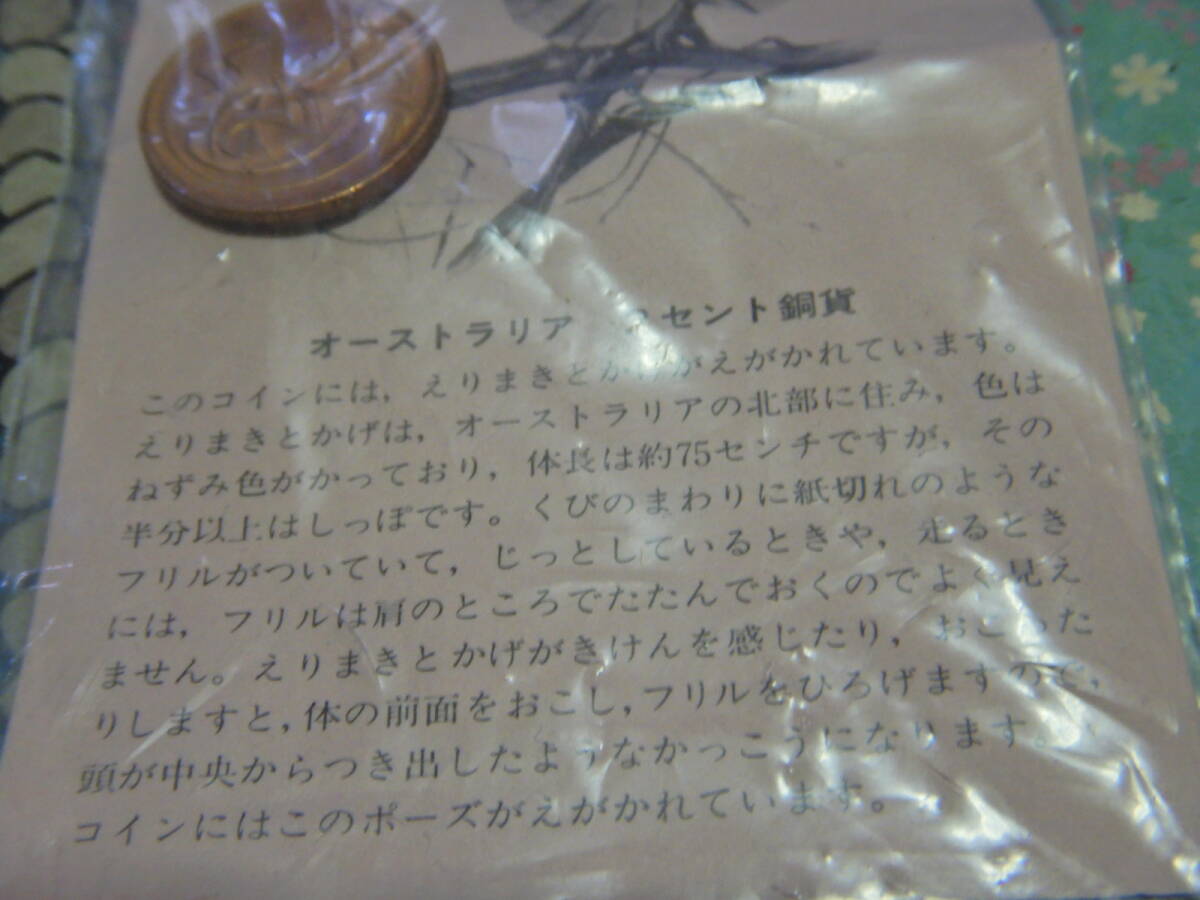 オーストラリア 2セント銅貨
このコインには，えりまきとかげがえがかれています。
えりまきとかげは，オーストラリアの北部に住み，色は
ねずみ色がかっており，体長は約75センチですが，その
半分以上はしっぽです。くびのまわりに紙切れのような
フリルがついていて，じっとしているときや，走るとき
には，フリルは肩のところでたたんでおくのでよく見え
ません。えりまきとかげがきけんを感じたり，おこった
りしますと，体の前面をおこし，フリルをひろげますので，
頭が中央からつき出したようなかっこうになります。
コインにはこのポーズがえがかれています。